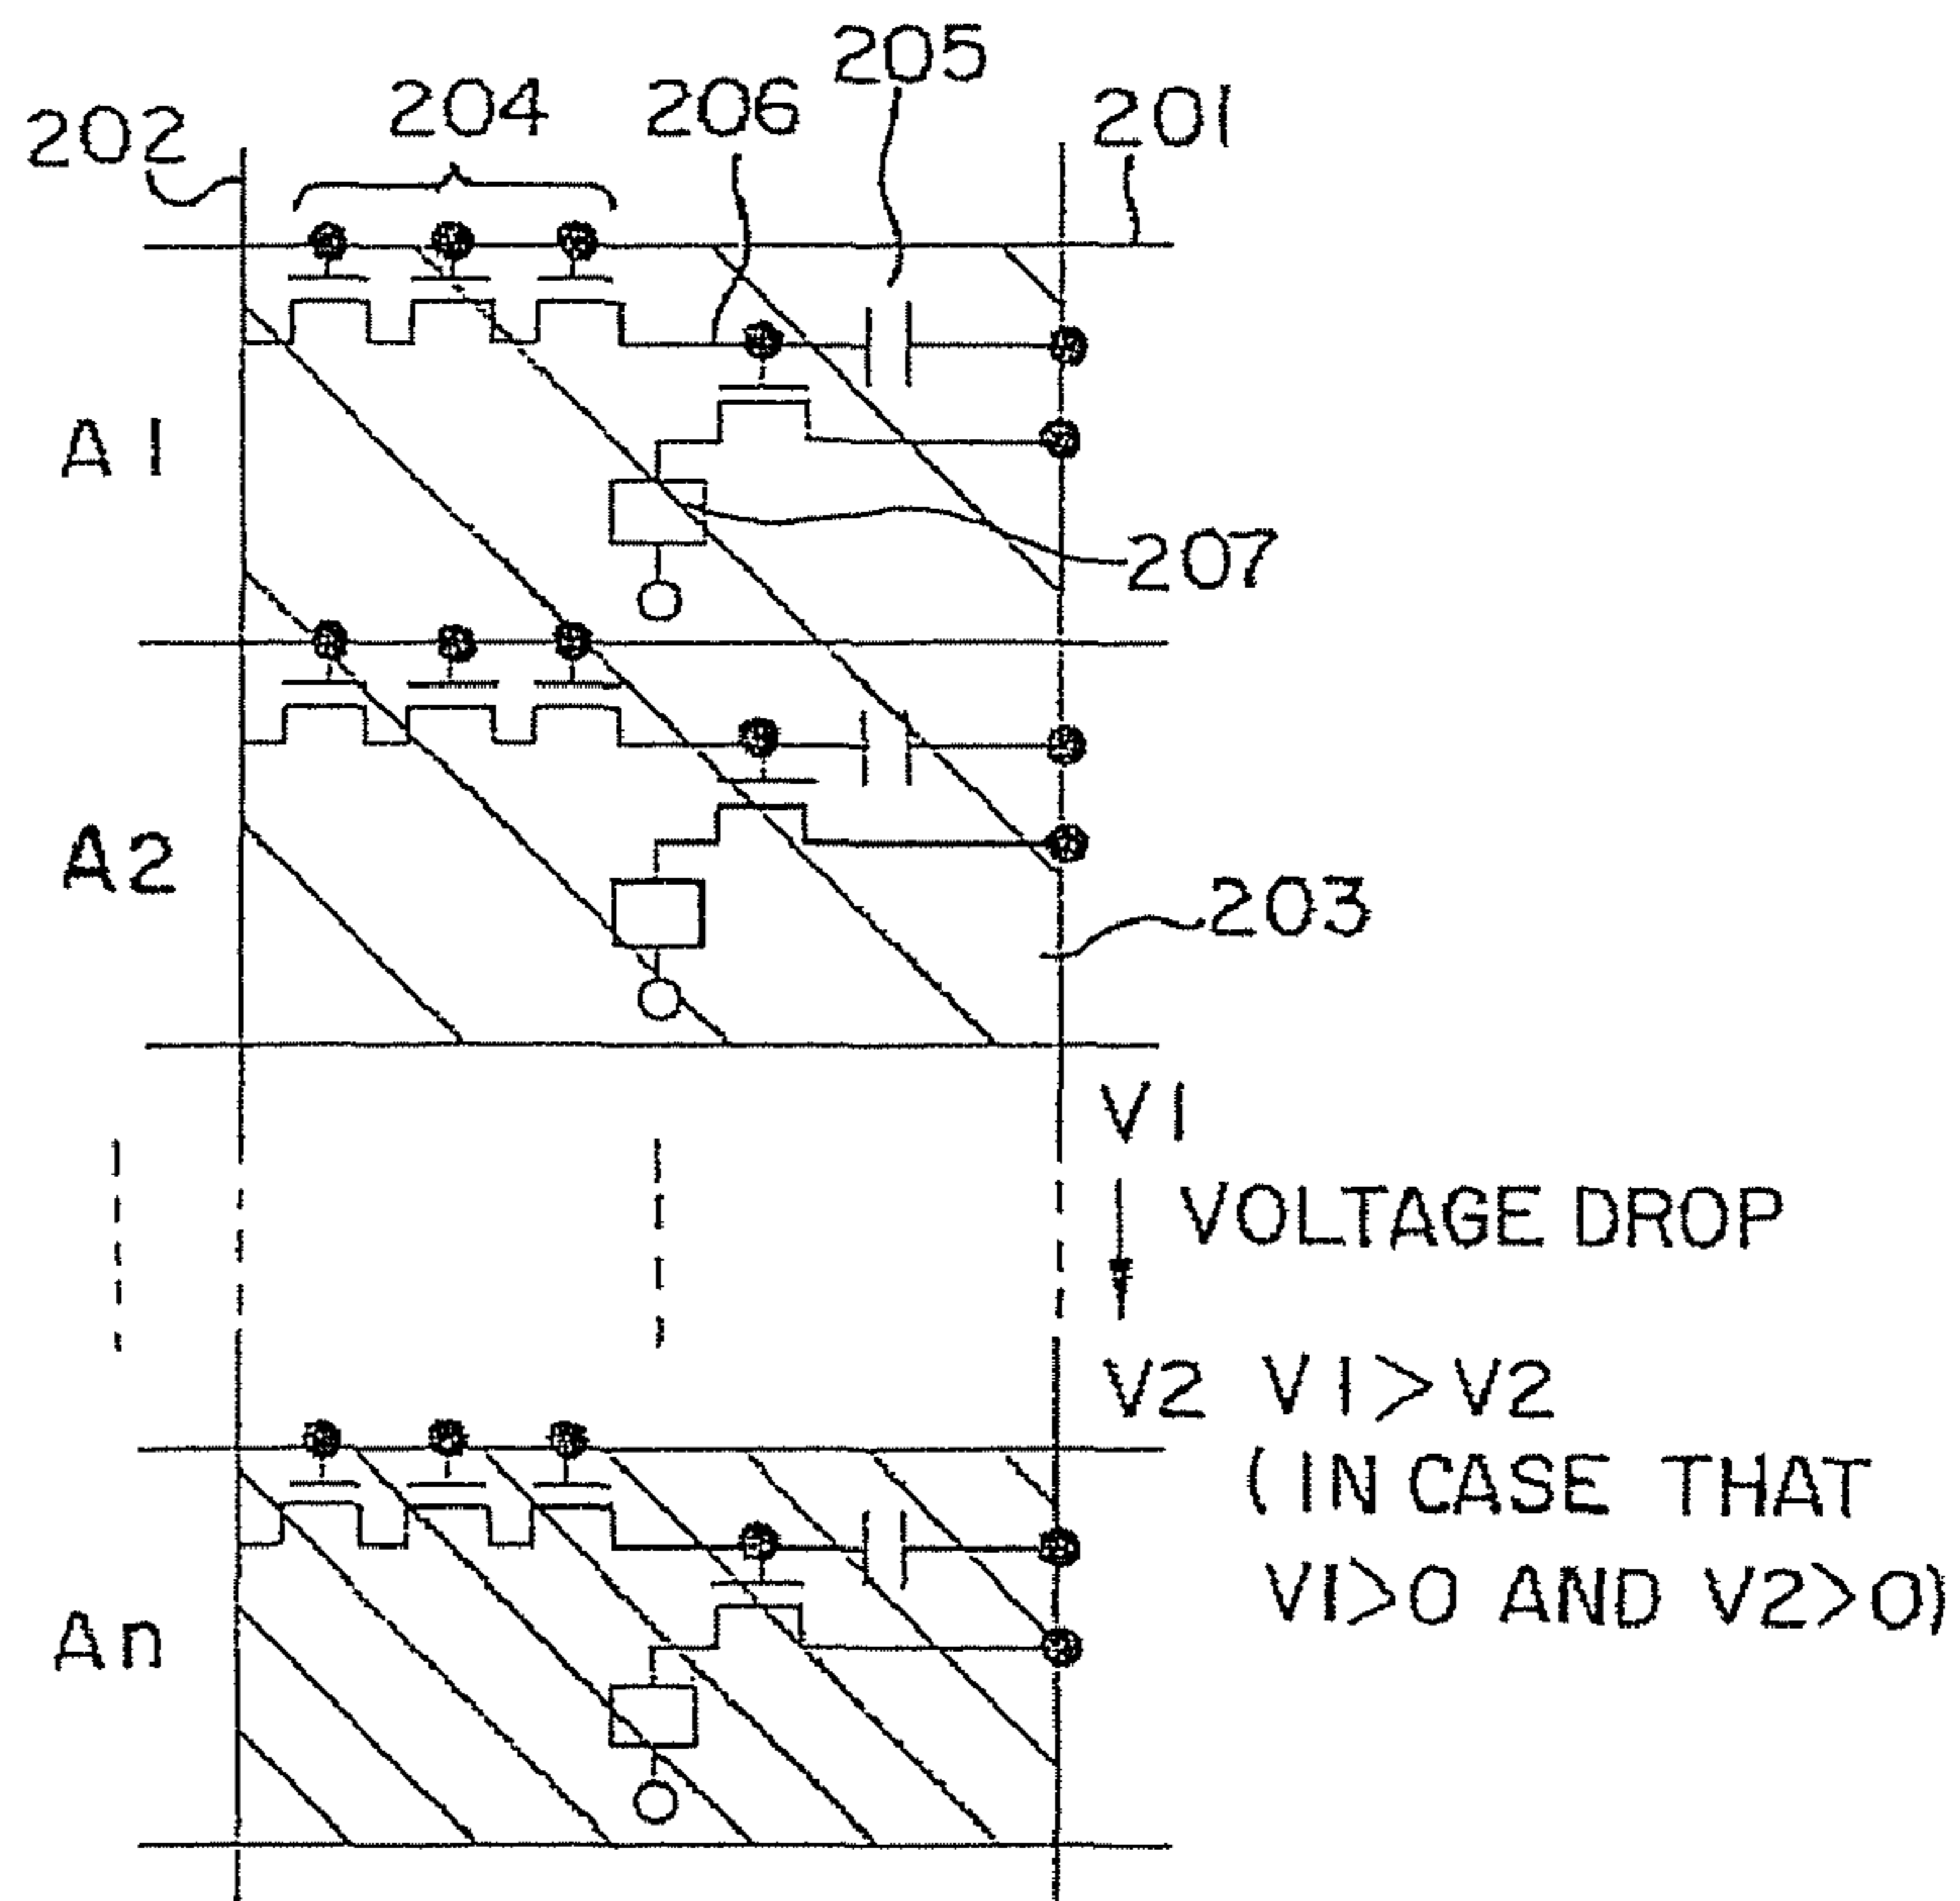 205
204
206
201
202
A1
207
A2
203
V1
VOLTAGE DROP
V2 V1>V2
(IN CASE THAT
V1>0 AND V2>0)
An